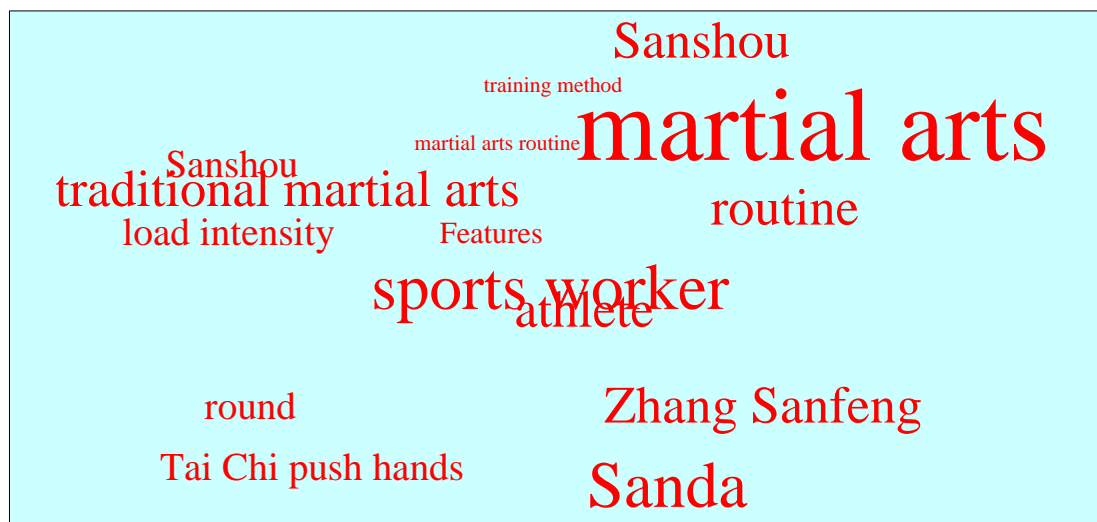 Sanshou
training method
martial arts
martial arts routine
Sanshou
traditional martial arts
routine
load intensity
Features
sports worker
athlete
round
Zhang Sanfeng
Tai Chi push hands
Sanda